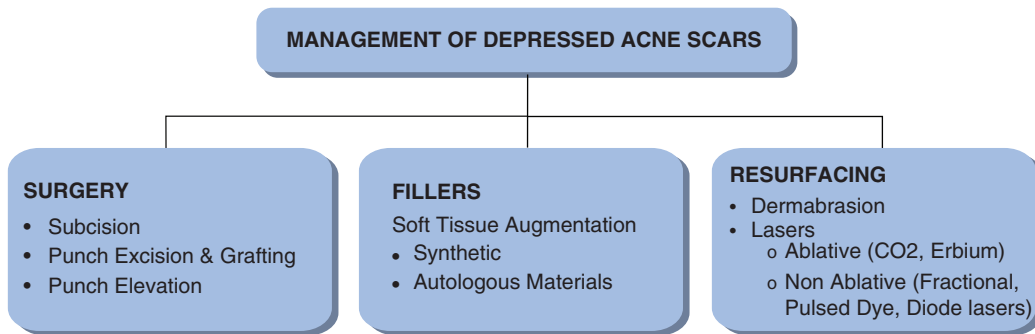 MANAGEMENT OF DEPRESSED ACNE SCARS
SURGERY
• Subcision
• Punch Excision & Grafting
• Punch Elevation
FILLERS
Soft Tissue Augmentation
• Synthetic
• Autologous Materials
RESURFACING
• Dermabrasion
• Lasers
o Ablative (CO2, Erbium)
o Non Ablative (Fractional,
Pulsed Dye, Diode lasers)